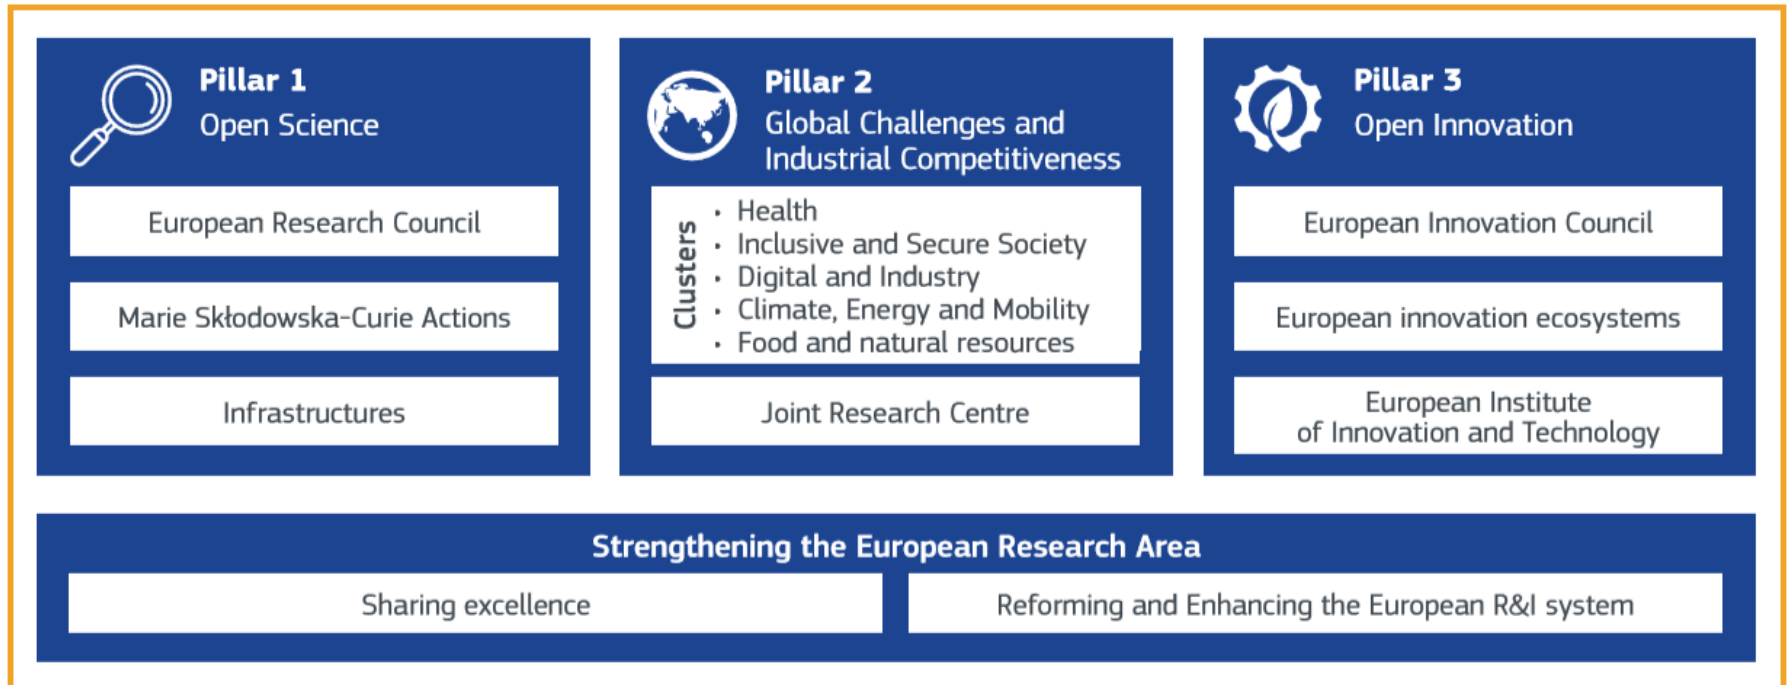 Pillar 1
Open Science
European Research Council
Marie Skłodowska-Curie Actions
Infrastructures
Pillar 2
Global Challenges and
Industrial Competitiveness
Clusters
· Health
· Inclusive and Secure Society
· Digital and Industry
· Climate, Energy and Mobility
· Food and natural resources
Joint Research Centre
Pillar 3
Open Innovation
European Innovation Council
European innovation ecosystems
European Institute
of Innovation and Technology
Strengthening the European Research Area
Sharing excellence
Reforming and Enhancing the European R&I system